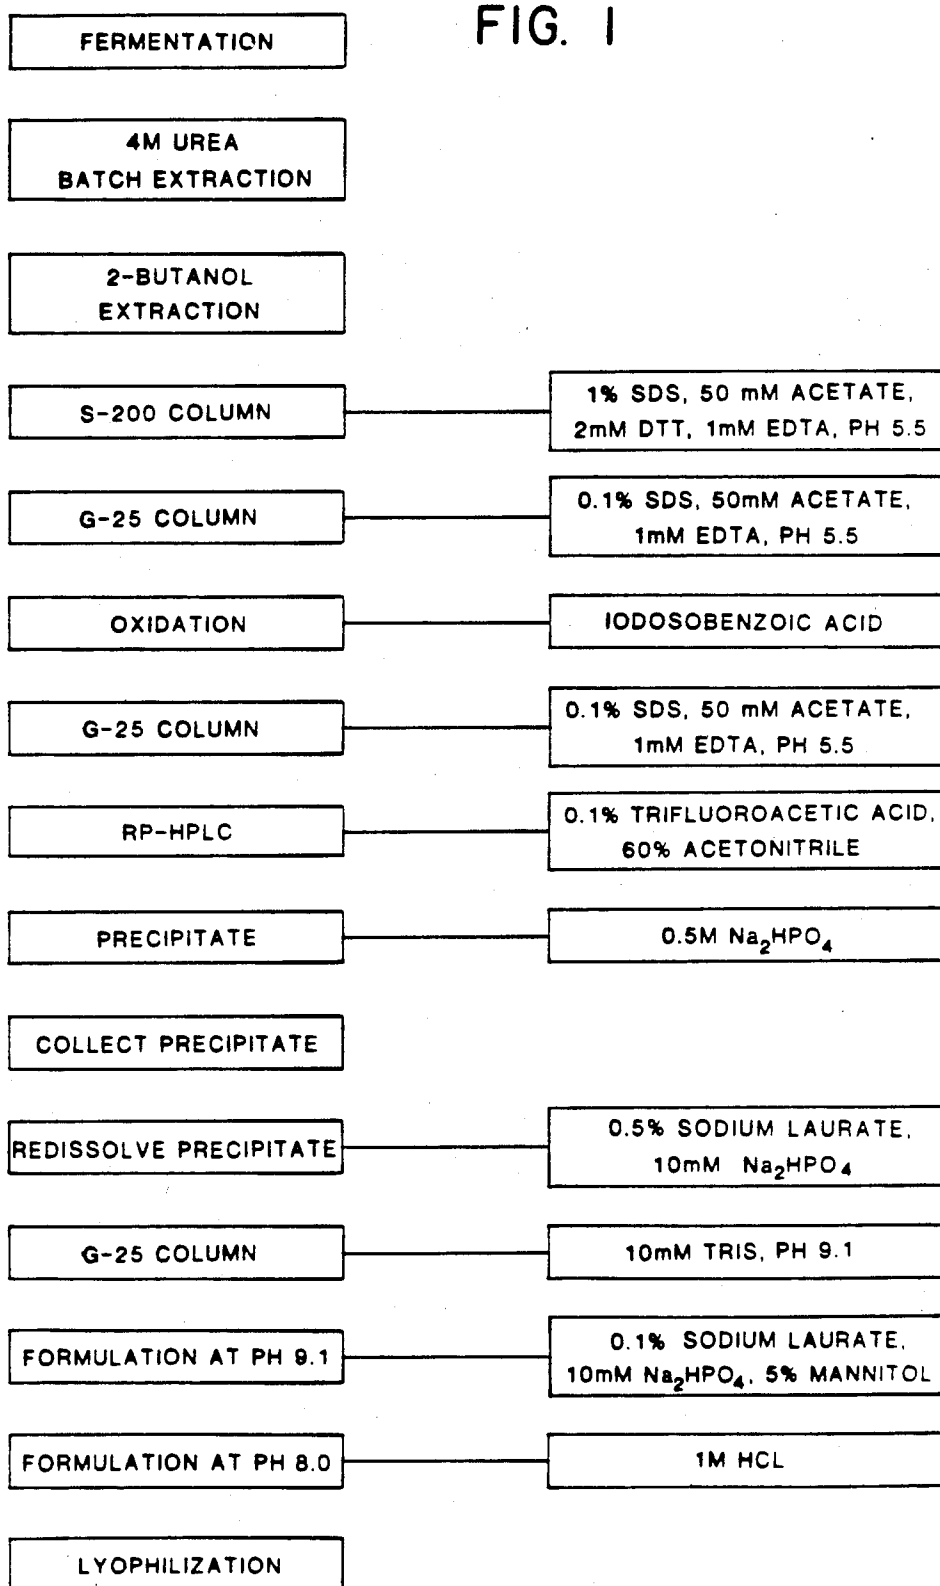 FIG. 1
FERMENTATION
4M UREA
BATCH EXTRACTION
2-BUTANOL
EXTRACTION
S-200 COLUMN
1% SDS, 50 mM ACETATE,
2mM DTT, 1mM EDTA, PH 5.5
G-25 COLUMN
0.1% SDS, 50mM ACETATE,
1mM EDTA, PH 5.5
OXIDATION
IODOSOBENZOIC ACID
G-25 COLUMN
0.1% SDS, 50 mM ACETATE,
1mM EDTA, PH 5.5
RP-HPLC
0.1% TRIFLUOROACETIC ACID,
60% ACETONITRILE
PRECIPITATE
0.5M Na₂HPO₄
COLLECT PRECIPITATE
REDISSOLVE PRECIPITATE
0.5% SODIUM LAURATE,
10mM Na₂HPO₄
G-25 COLUMN
10mM TRIS, PH 9.1
FORMULATION AT PH 9.1
0.1% SODIUM LAURATE,
10mM Na₂HPO₄, 5% MANNITOL
FORMULATION AT PH 8.0
1M HCL
LYOPHILIZATION